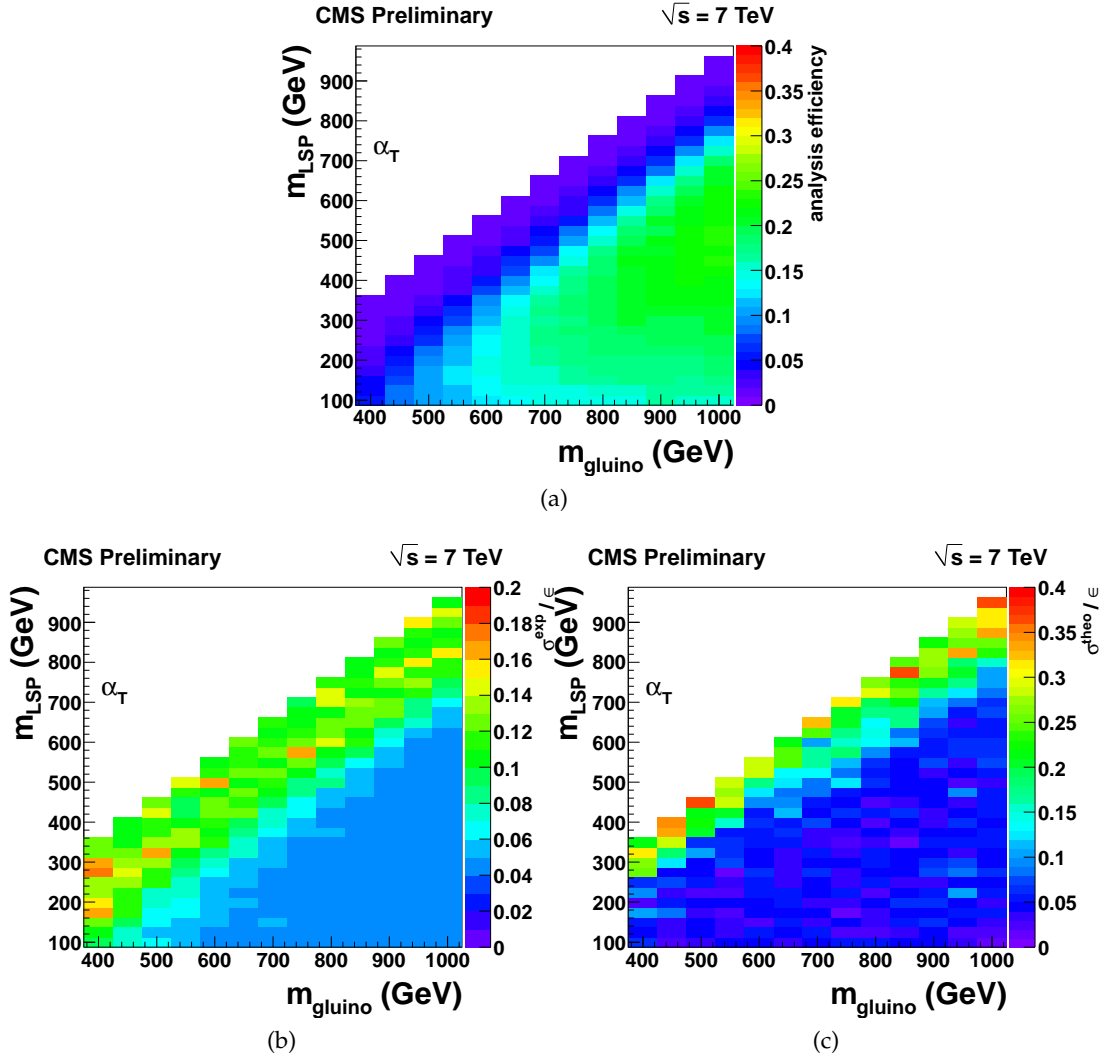 CMS Preliminary √s = 7 TeV
m_LSP (GeV)
900
800
700
600
500
400
300
200
100
α_T
400 500 600 700 800 900 1000
m_gluino (GeV)
0.4
0.35
0.3
0.25
0.2
0.15
0.1
0.05
0
analysis efficiency
(a)
CMS Preliminary √s = 7 TeV
m_LSP (GeV)
900
800
700
600
500
400
300
200
100
α_T
400 500 600 700 800 900 1000
m_gluino (GeV)
0.2
0.18
0.16
0.14
0.12
0.1
0.08
0.06
0.04
0.02
0
σ^exp / ϵ
(b)
CMS Preliminary √s = 7 TeV
m_LSP (GeV)
900
800
700
600
500
400
300
200
100
α_T
400 500 600 700 800 900 1000
m_gluino (GeV)
0.4
0.35
0.3
0.25
0.2
0.15
0.1
0.05
0
σ^theo / ϵ
(c)